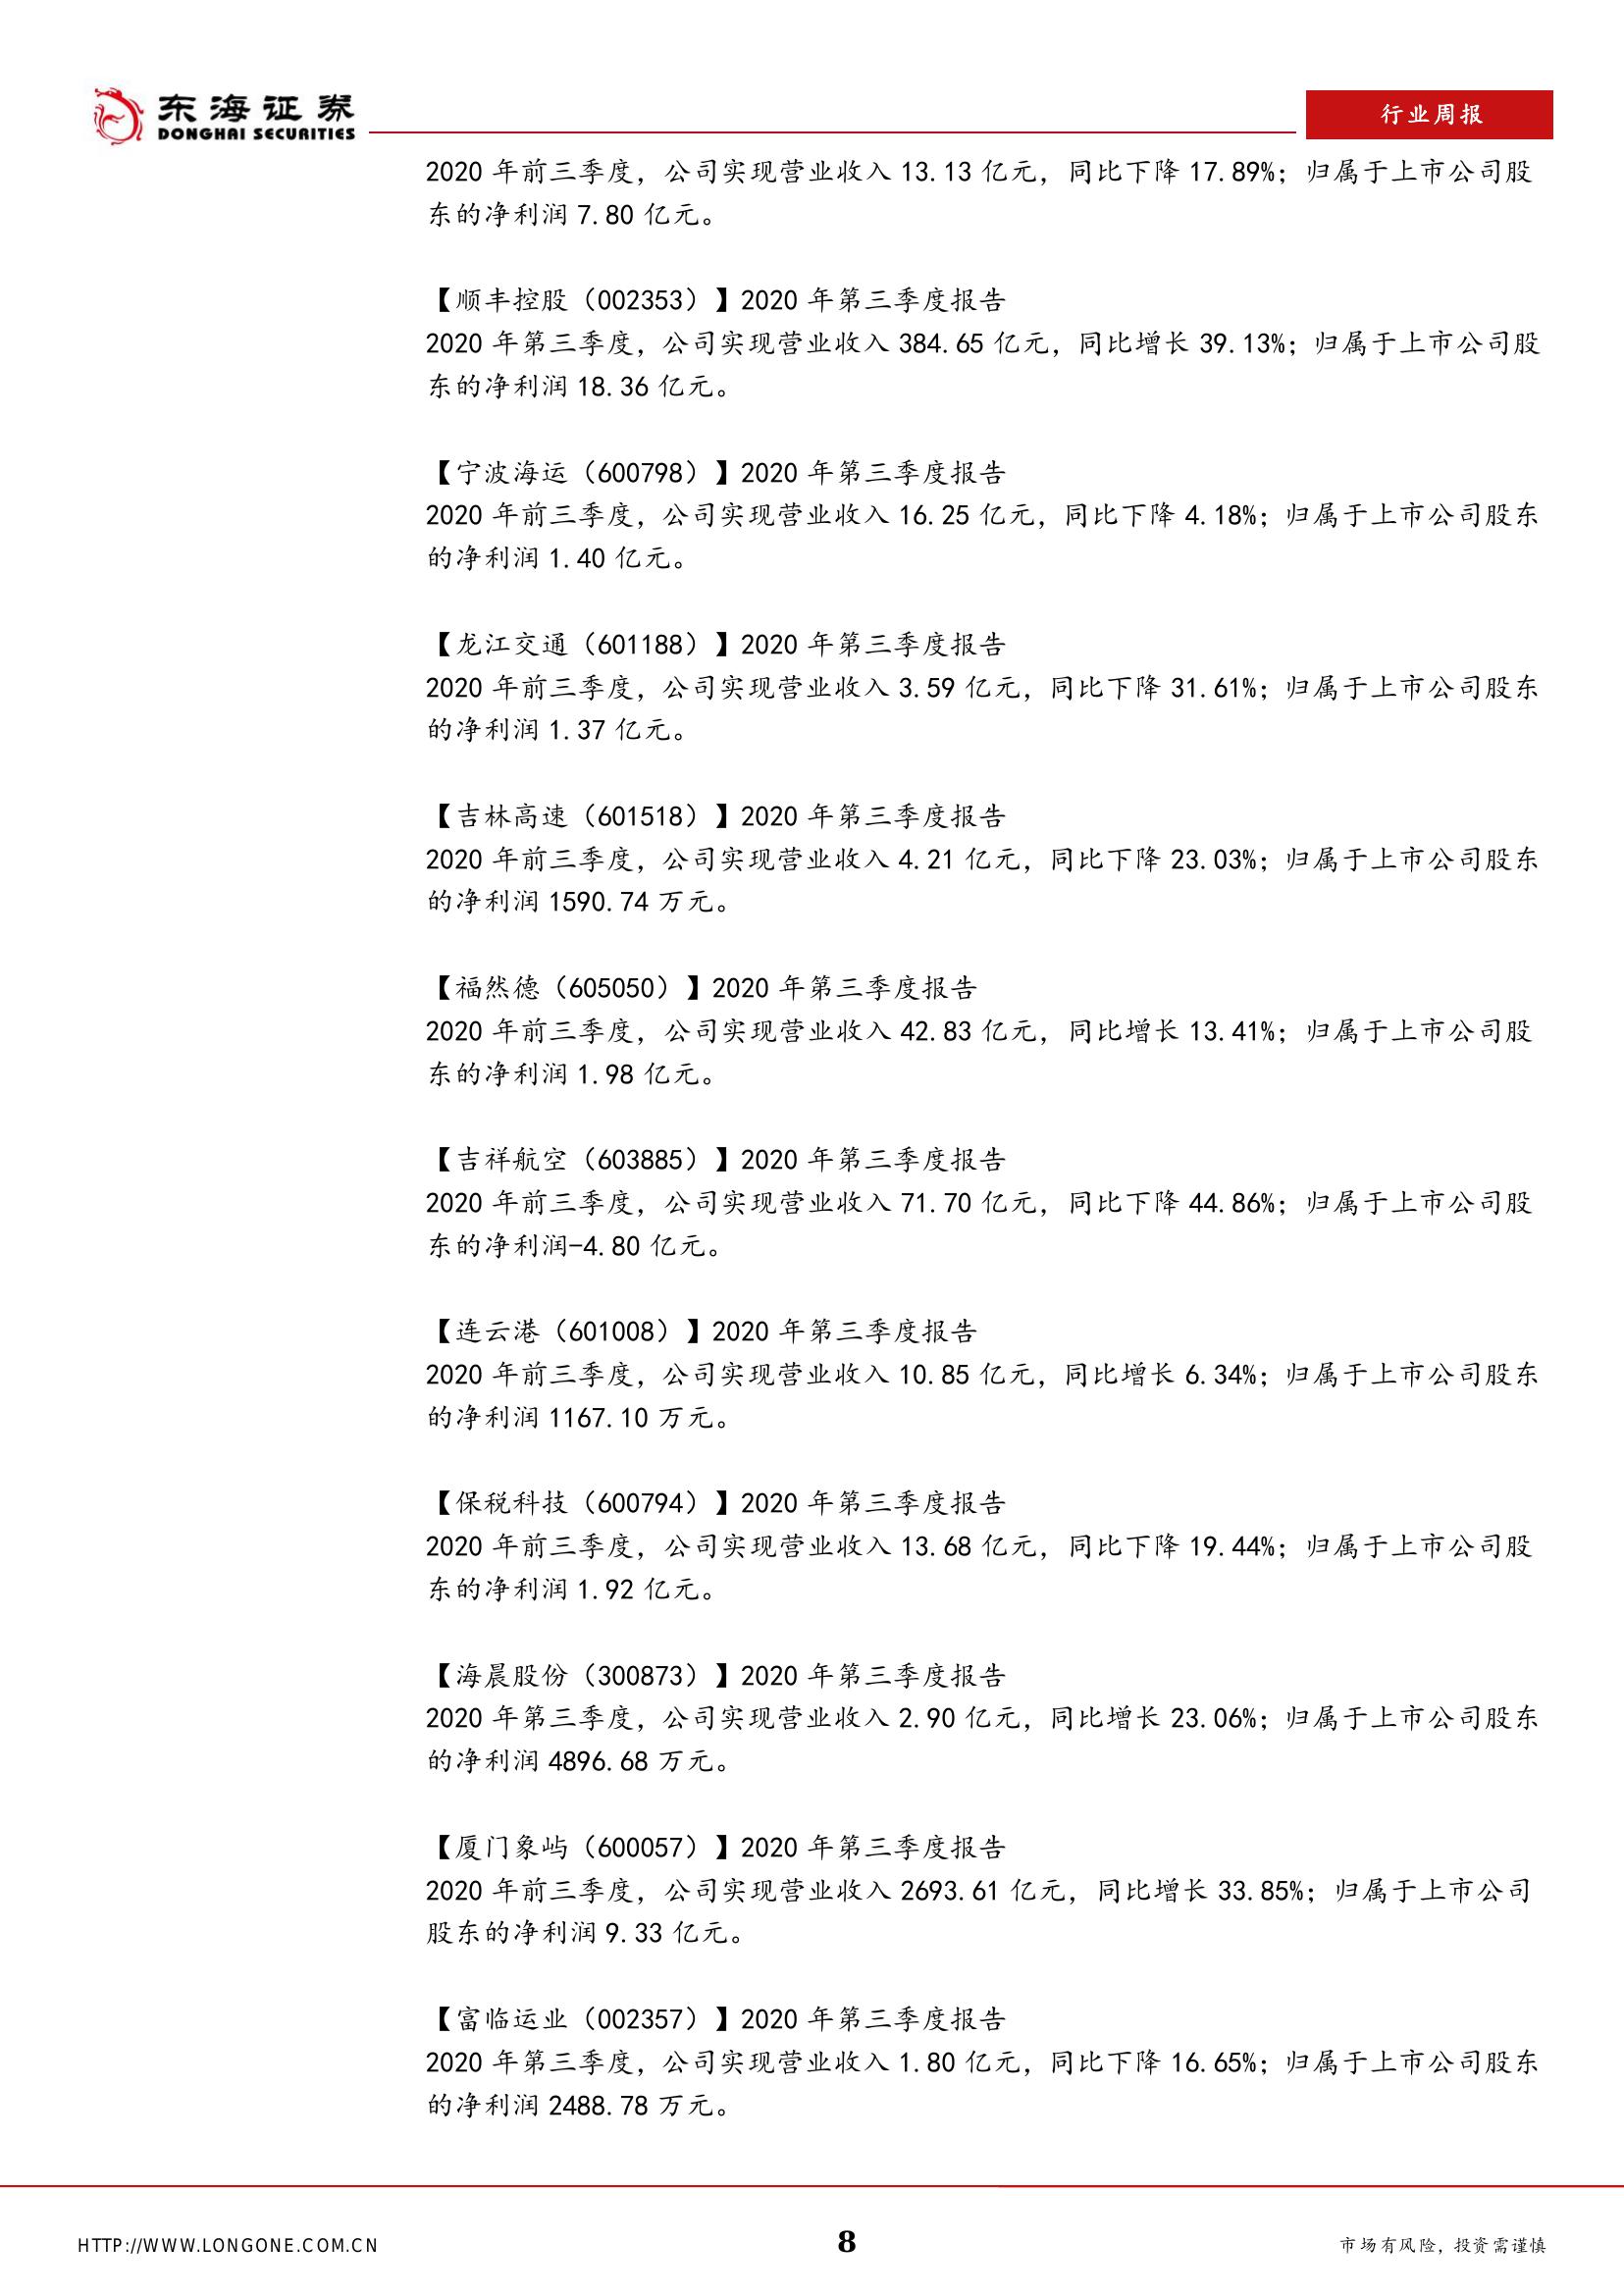 东海证券
DONGHAI SECURITIES
行业周报
2020 年前三季度，公司实现营业收入 13.13 亿元，同比下降 17.89%；归属于上市公司股
东的净利润 7.80 亿元。
【顺丰控股（002353）】2020 年第三季度报告
2020 年第三季度，公司实现营业收入 384.65 亿元，同比增长 39.13%；归属于上市公司股
东的净利润 18.36 亿元。
【宁波海运（600798）】2020 年第三季度报告
2020 年前三季度，公司实现营业收入 16.25 亿元，同比下降 4.18%；归属于上市公司股东
的净利润 1.40 亿元。
【龙江交通（601188）】2020 年第三季度报告
2020 年前三季度，公司实现营业收入 3.59 亿元，同比下降 31.61%；归属于上市公司股东
的净利润 1.37 亿元。
【吉林高速（601518）】2020 年第三季度报告
2020 年前三季度，公司实现营业收入 4.21 亿元，同比下降 23.03%；归属于上市公司股东
的净利润 1590.74 万元。
【福然德（605050）】2020 年第三季度报告
2020 年前三季度，公司实现营业收入 42.83 亿元，同比增长 13.41%；归属于上市公司股
东的净利润 1.98 亿元。
【吉祥航空（603885）】2020 年第三季度报告
2020 年前三季度，公司实现营业收入 71.70 亿元，同比下降 44.86%；归属于上市公司股
东的净利润-4.80 亿元。
【连云港（601008）】2020 年第三季度报告
2020 年前三季度，公司实现营业收入 10.85 亿元，同比增长 6.34%；归属于上市公司股东
的净利润 1167.10 万元。
【保税科技（600794）】2020 年第三季度报告
2020 年前三季度，公司实现营业收入 13.68 亿元，同比下降 19.44%；归属于上市公司股
东的净利润 1.92 亿元。
【海晨股份（300873）】2020 年第三季度报告
2020 年第三季度，公司实现营业收入 2.90 亿元，同比增长 23.06%；归属于上市公司股东
的净利润 4896.68 万元。
【厦门象屿（600057）】2020 年第三季度报告
2020 年前三季度，公司实现营业收入 2693.61 亿元，同比增长 33.85%；归属于上市公司
股东的净利润 9.33 亿元。
【富临运业（002357）】2020 年第三季度报告
2020 年第三季度，公司实现营业收入 1.80 亿元，同比下降 16.65%；归属于上市公司股东
的净利润 2488.78 万元。
HTTP://WWW.LONGONE.COM.CN
8
市场有风险，投资需谨慎